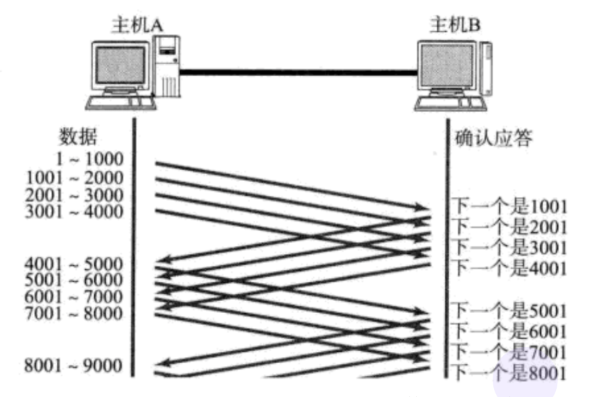 主机A
主机B
数据
确认应答
1 ~ 1000
1001 ~ 2000
2001 ~ 3000
3001 ~ 4000
下一个是1001
下一个是2001
下一个是3001
下一个是4001
4001 ~ 5000
5001 ~ 6000
6001 ~ 7000
7001 ~ 8000
下一个是5001
下一个是6001
下一个是7001
下一个是8001
8001 ~ 9000